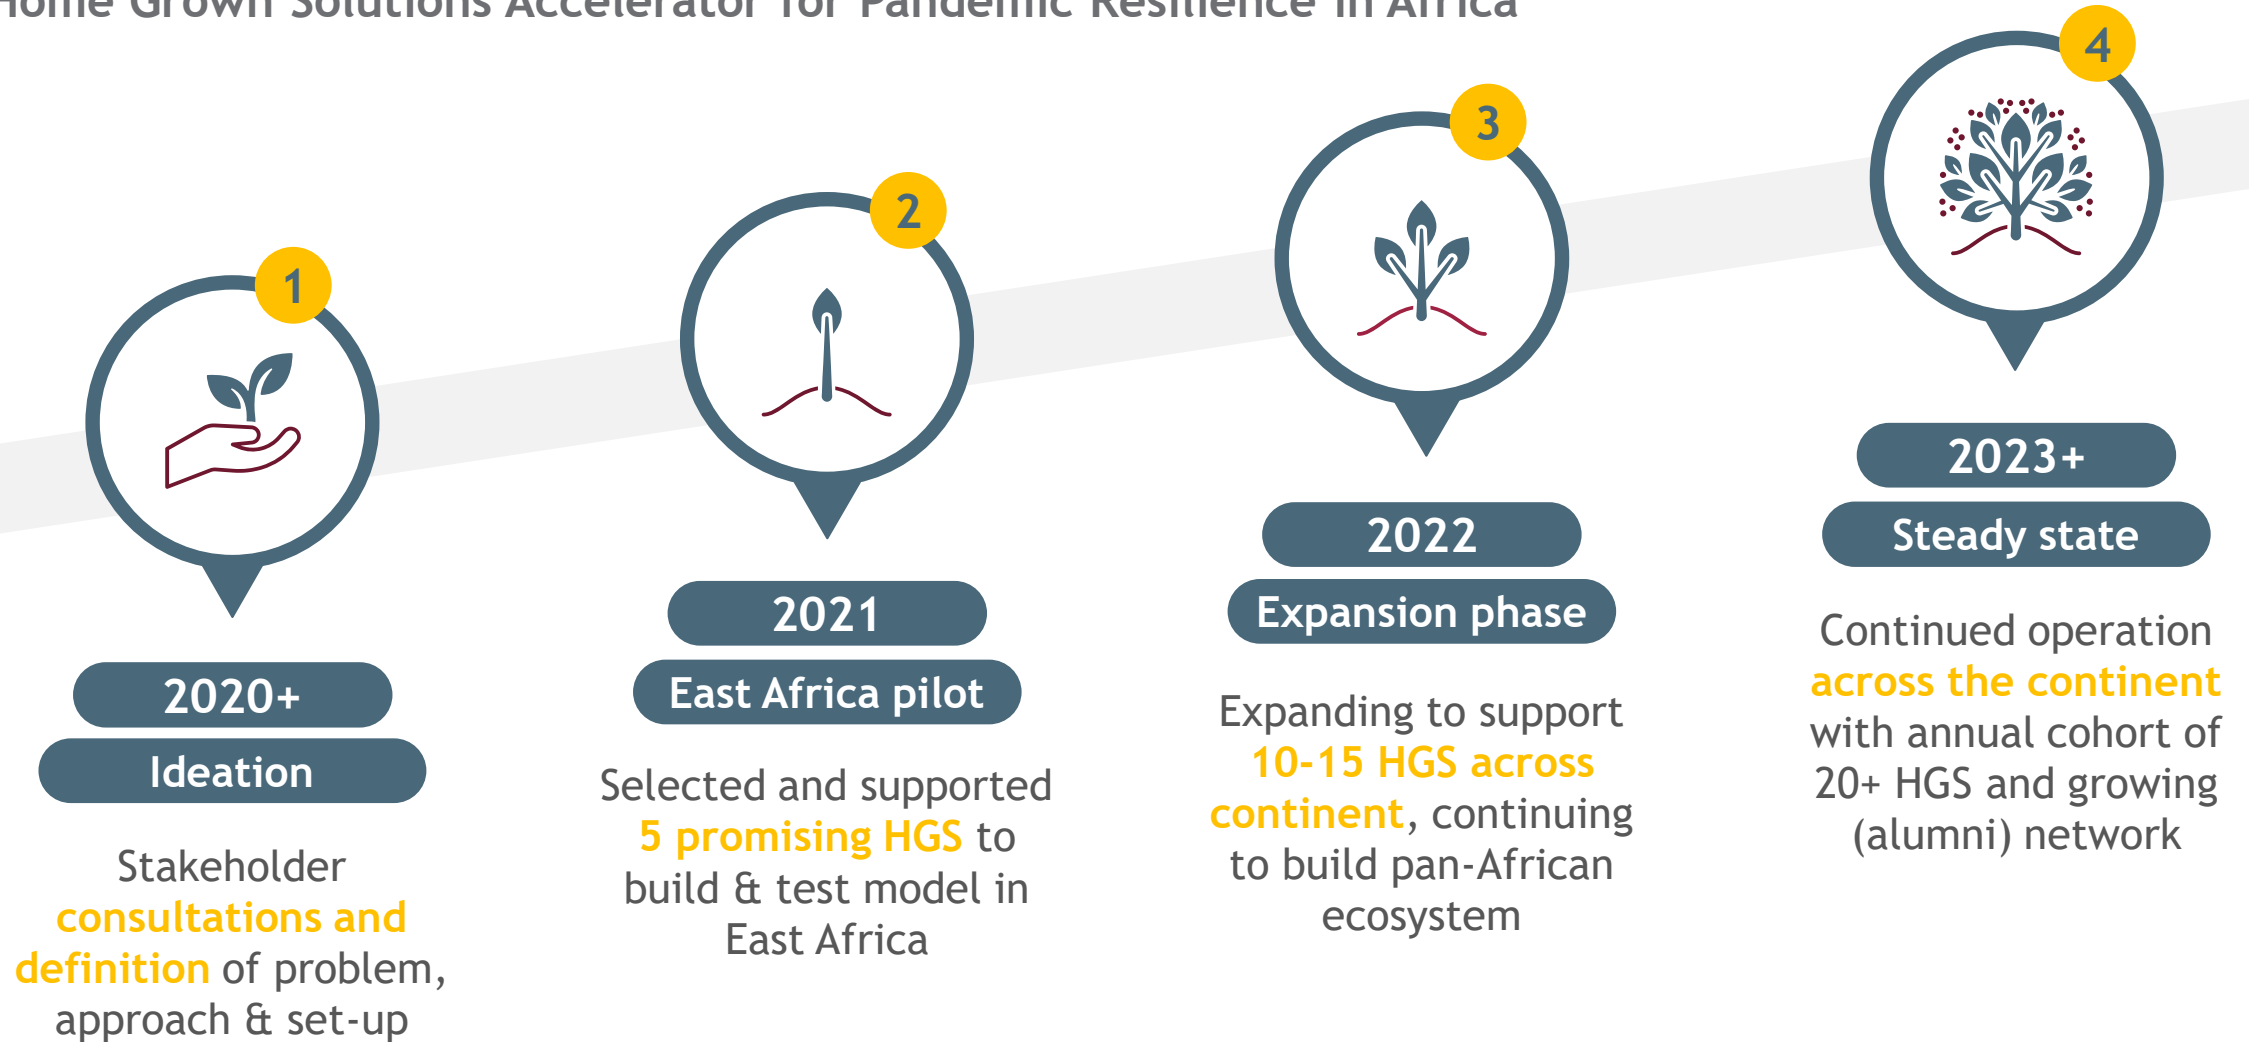 Home Grown Solutions Accelerator for Pandemic Resilience in Africa
1
2020+
Ideation
Stakeholder
consultations and
definition of problem,
approach & set-up
2
2021
East Africa pilot
Selected and supported
5 promising HGS to
build & test model in
East Africa
3
2022
Expansion phase
Expanding to support
10-15 HGS across
continent, continuing
to build pan-African
ecosystem
4
2023+
Steady state
Continued operation
across the continent
with annual cohort of
20+ HGS and growing
(alumni) network